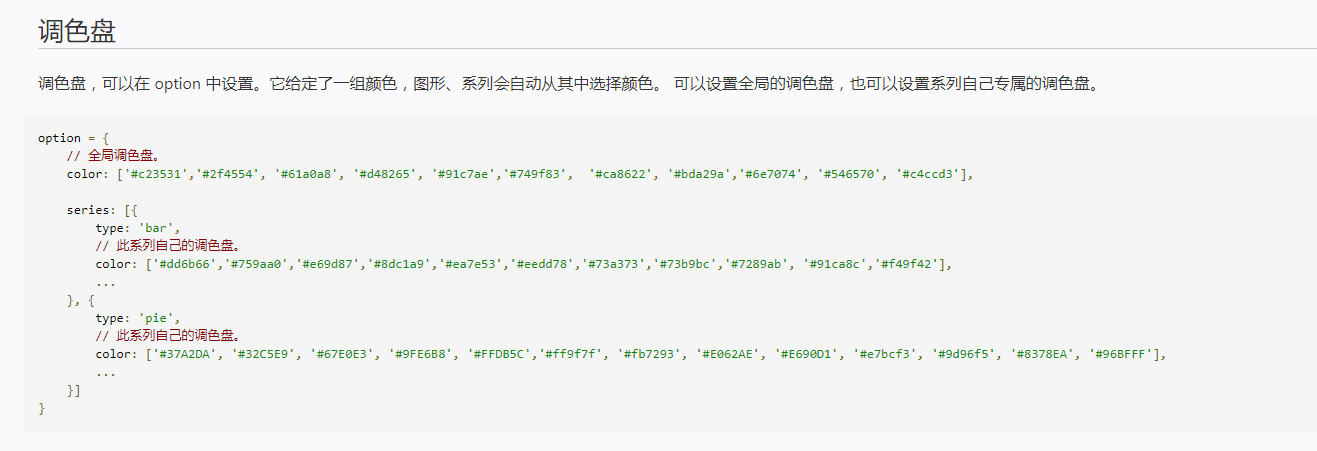 调色盘
调色盘，可以在 option 中设置。它给定了一组颜色，图形、系列会自动从其中选择颜色。 可以设置全局的调色盘，也可以设置系列自己专属的调色盘。
option = {
    // 全局调色盘。
    color: ['#c23531','#2f4554', '#61a0a8', '#d48265', '#91c7ae','#749f83',  '#ca8622', '#bda29a','#6e7074', '#546570', '#c4ccd3'],
    series: [{
        type: 'bar',
        // 此系列自己的调色盘。
        color: ['#dd6b66','#759aa0','#e69d87','#8dc1a9','#ea7e53','#eedd78','#73a373','#73b9bc','#7289ab', '#91ca8c','#f49f42'],
        ...
    }, {
        type: 'pie',
        // 此系列自己的调色盘。
        color: ['#37A2DA', '#32C5E9', '#67E0E3', '#9FE6B8', '#FFDB5C','#ff9f7f', '#fb7293', '#E062AE', '#E690D1', '#e7bcf3', '#9d96f5', '#8378EA', '#96BFFF'],
        ...
    }]
}